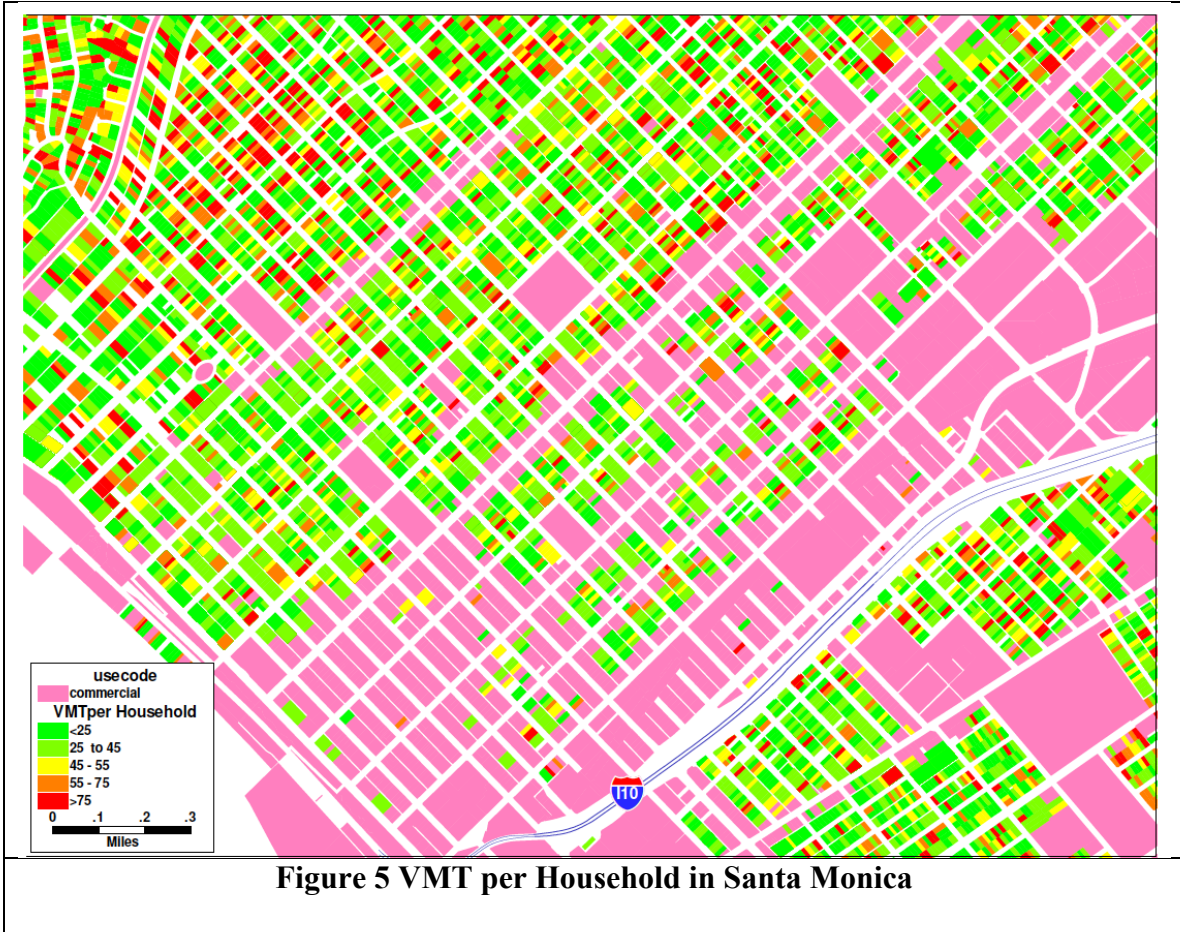 usecode
commercial
VMTper Household
<25
25 to 45
45 - 55
55 - 75
>75
0 .1 .2 .3
Miles
110
Figure 5 VMT per Household in Santa Monica